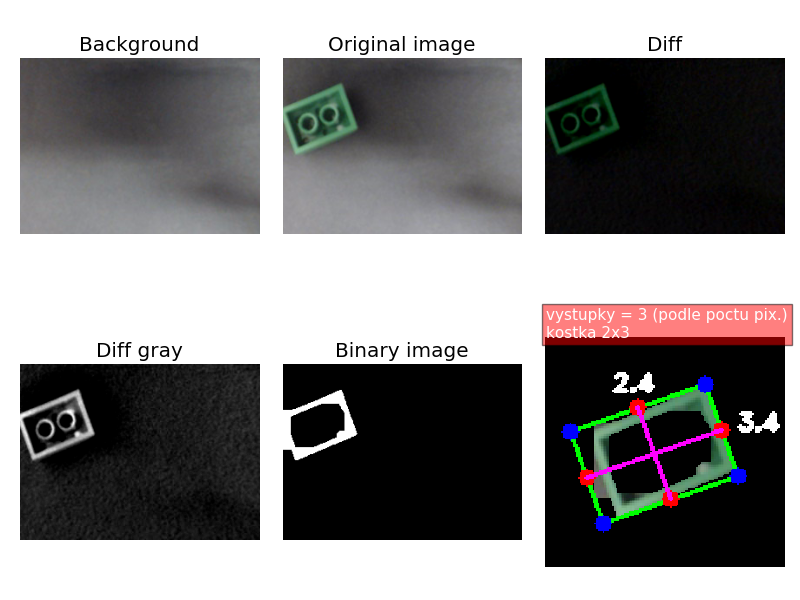 Background
Original image
Diff
Diff gray
Binary image
vystupky = 3 (podle poctu pix.)
kostka 2x3
2.4
3.4